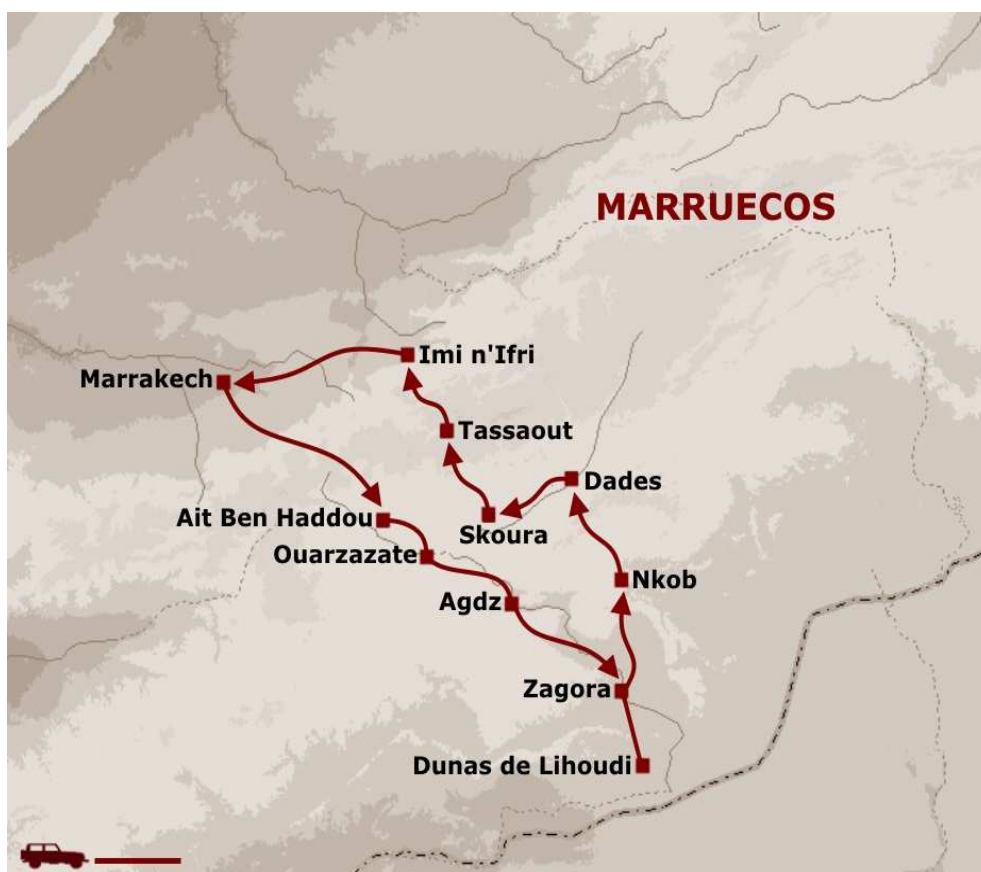 MARRUECOS
Imi n'Ifri
Marrakech
Tassaout
Dades
Ait Ben Haddou
Skoura
Ouarzazate
Nkob
Agdz
Zagora
Dunas de Lihoudi